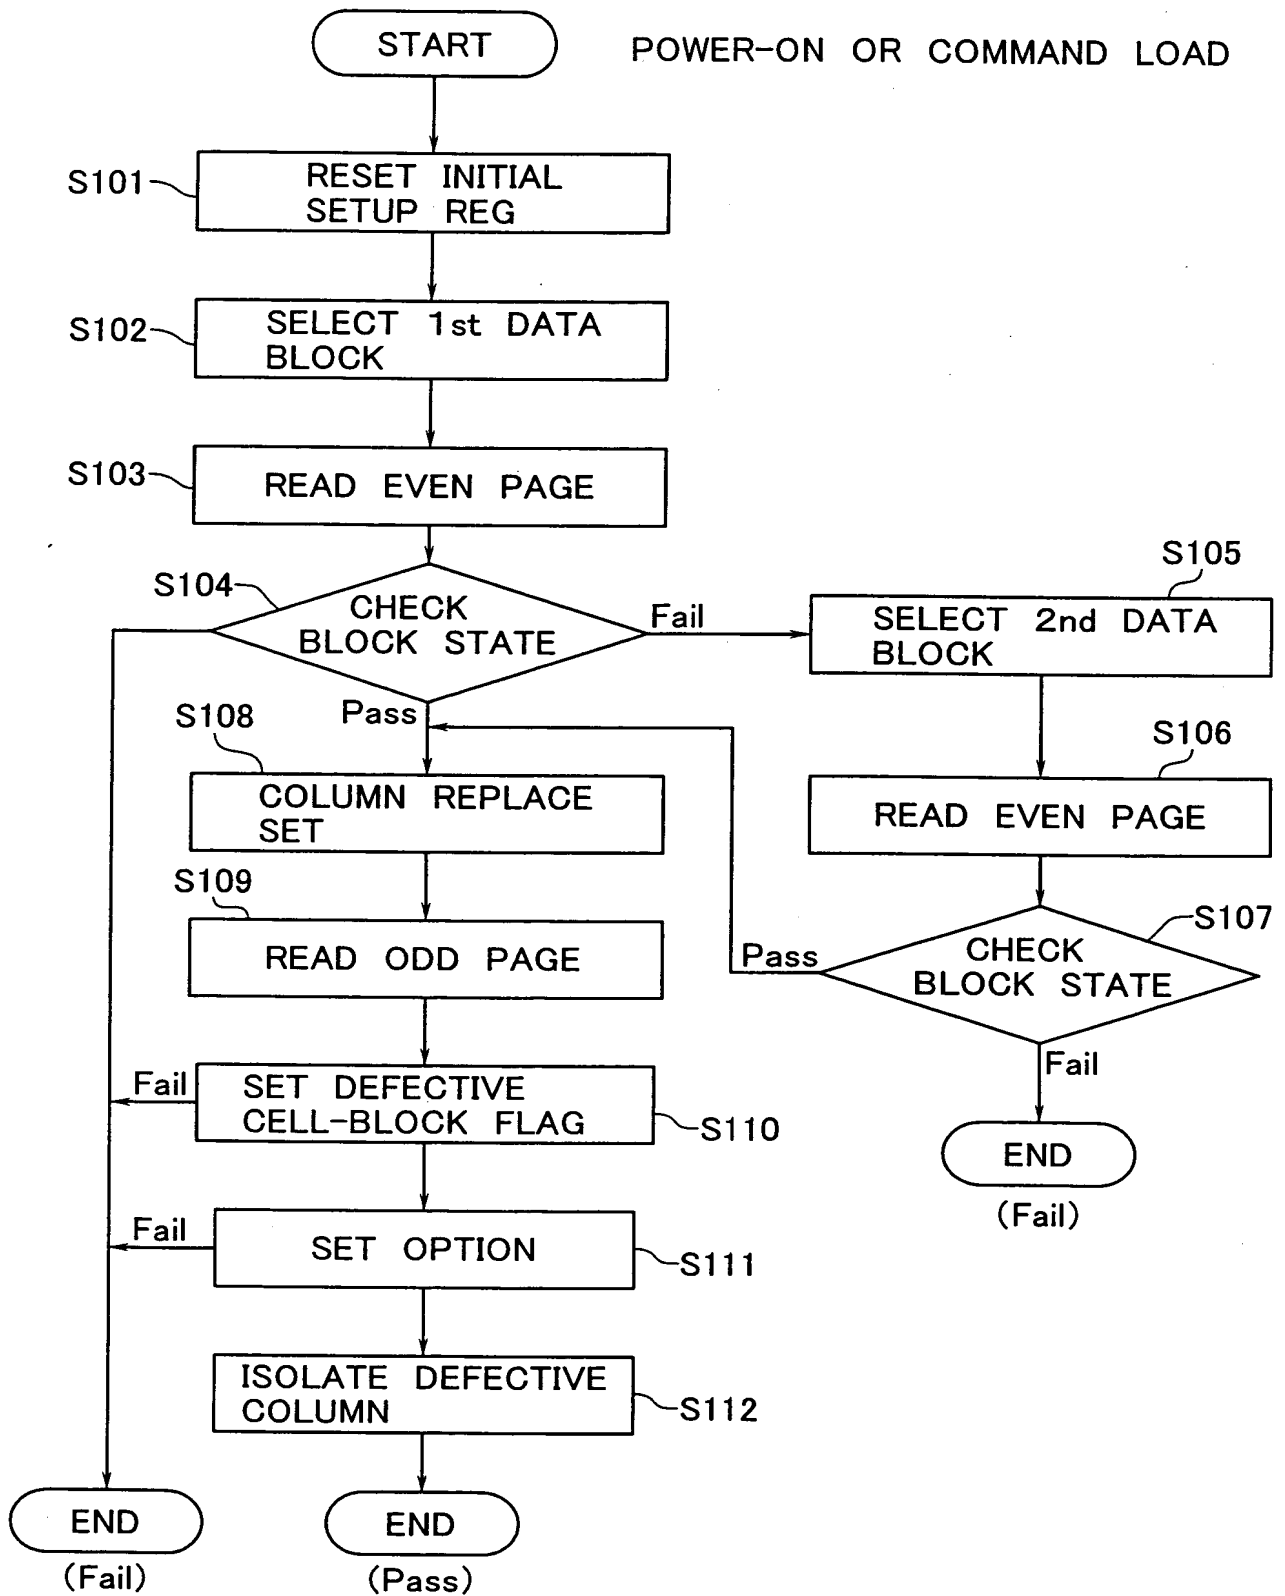 START
POWER-ON OR COMMAND LOAD
S101
RESET INITIAL
SETUP REG
S102
SELECT 1st DATA
BLOCK
S103
READ EVEN PAGE
S104
CHECK
BLOCK STATE
Fail
S105
SELECT 2nd DATA
BLOCK
Pass
S108
COLUMN REPLACE
SET
S106
READ EVEN PAGE
S109
READ ODD PAGE
Pass
S107
CHECK
BLOCK STATE
Fail
END
(Fail)
Fail
SET DEFECTIVE
CELL-BLOCK FLAG
S110
Fail
SET OPTION
S111
ISOLATE DEFECTIVE
COLUMN
S112
END
(Fail)
END
(Pass)